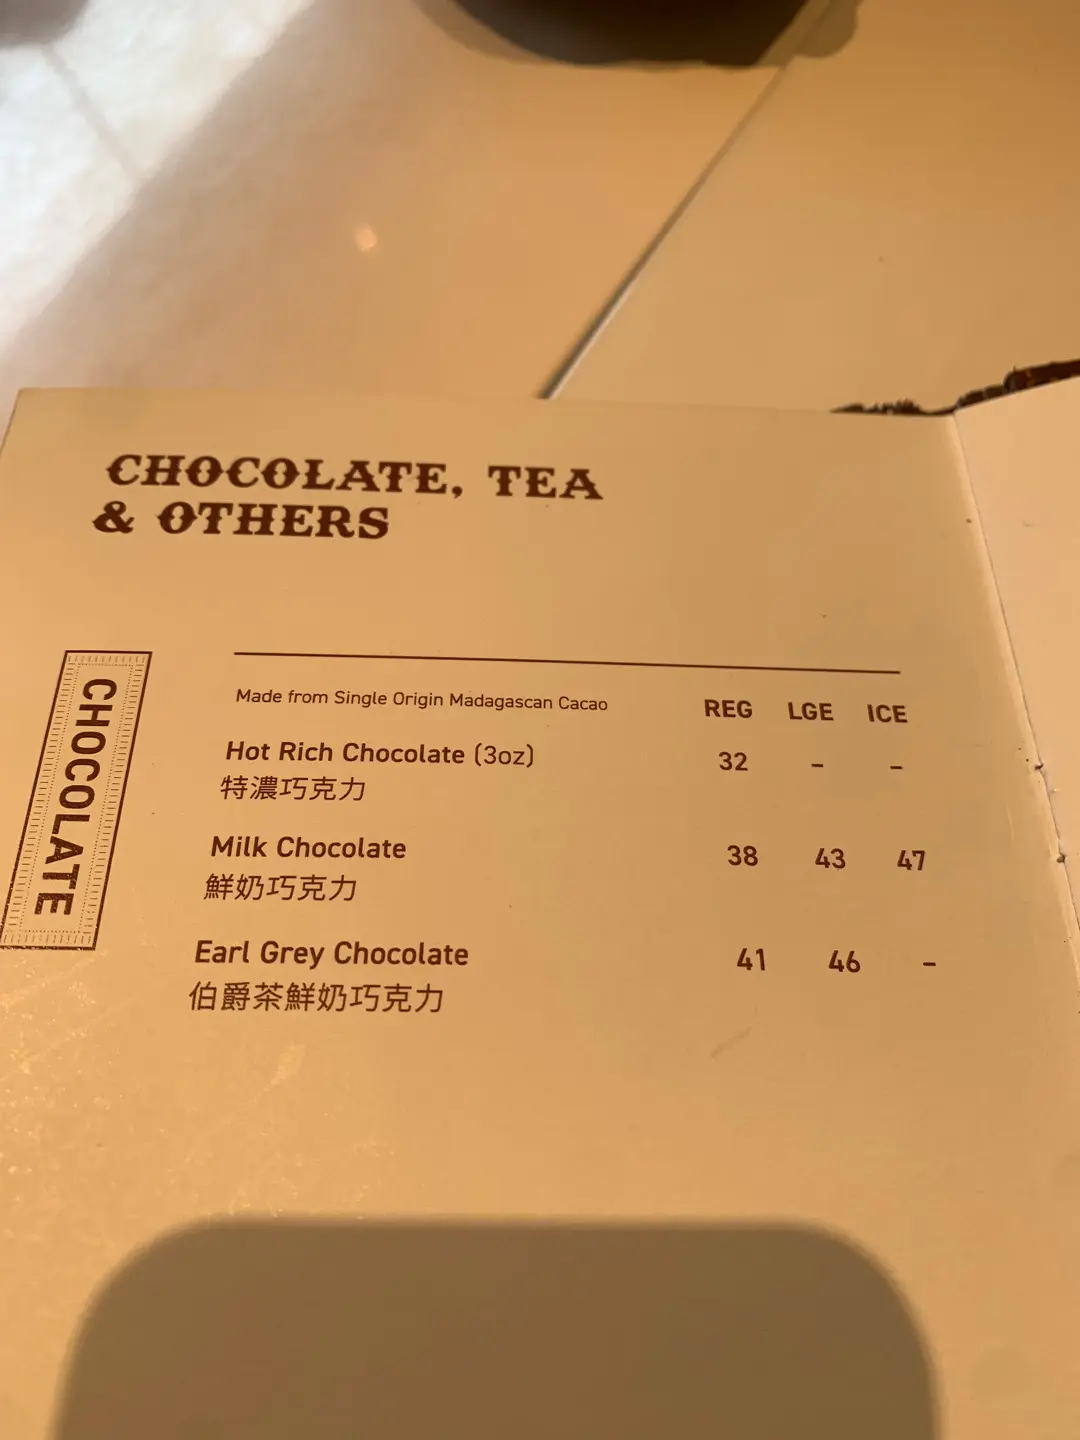 CHOCOLATE, TEA
& OTHERS
CHOCOLATE
Made from Single Origin Madagascan Cacao REG LGE ICE
Hot Rich Chocolate (3oz) 32 – –
特濃巧克力
Milk Chocolate 38 43 47
鮮奶巧克力
Earl Grey Chocolate 41 46 –
伯爵茶鮮奶巧克力